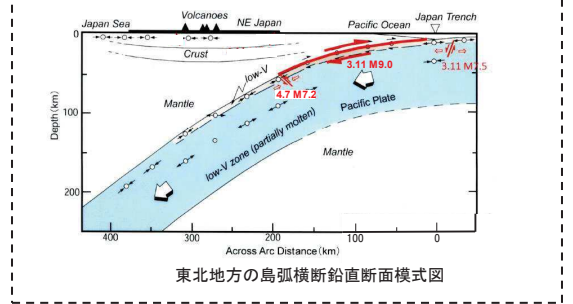 Japan Sea
Volcanoes
NE Japan
Pacific Ocean
Japan Trench
Crust
low-V
3.11 M9.0
3.11 M7.5
4.7 M7.2
Mantle
Pacific Plate
low-V zone (partially molten)
Mantle
Depth(km)
0
50
100
200
400
300
200
100
0
Across Arc Distance(km)
東北地方の島弧横断鉛直断面模式図